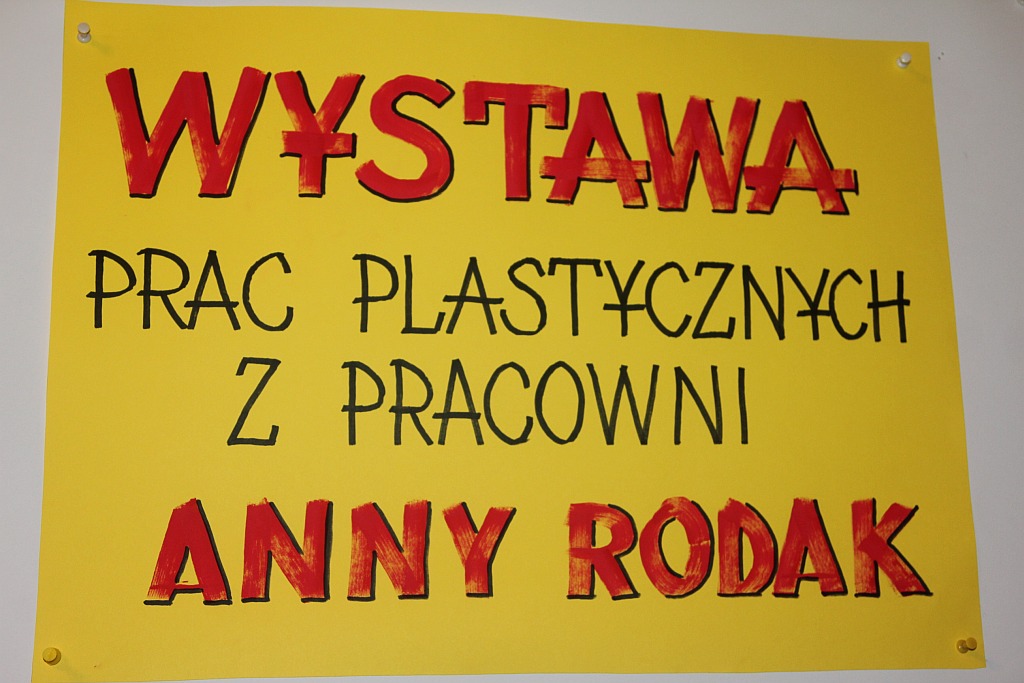 WYSTAWA
PRAC PLASTYCZNYCH
Z PRACOWNI
ANNY RODAK